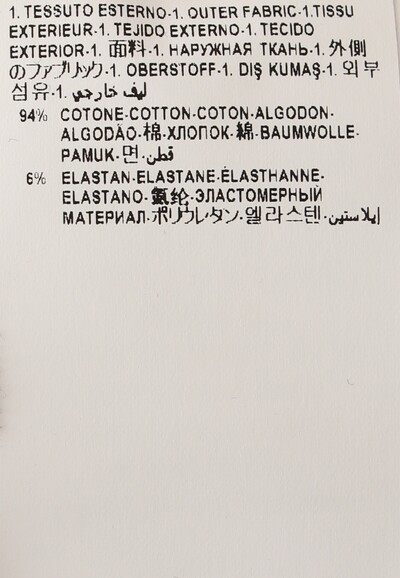 1. TESSUTO ESTERNO-1. OUTER FABRIC-1.TISSU
EXTERIEUR-1. TEJIDO EXTERNO-1. TECIDO
EXTERIOR-1. 面料-1. НАРУЖНАЯ ТКАНЬ-1. 外側
のファブリック-1. OBERSTOFF-1. DIŞ KUMAŞ-1. 외부
섬유-1. ليف خارجي
94% COTONE-COTTON-COTON-ALGODON-
ALGODÃO-棉-ХЛОПОК-綿-BAUMWOLLE-
PAMUK-면-قطن
6% ELASTAN-ELASTANE-ÉLASTHANNE-
ELASTANO-氨纶-ЭЛАСТОМЕРНЫЙ
МАТЕРИАЛ-ポリウレタン-엘라스텐-إيلاستين